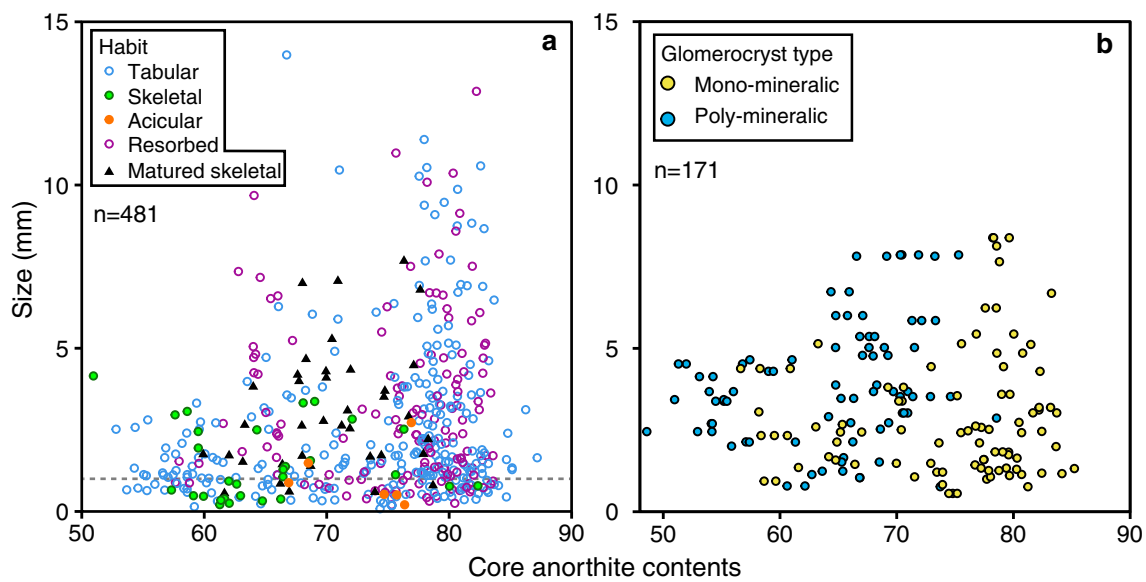 15
10
5
0
Size (mm)
a
Habit
Tabular
Skeletal
Acicular
Resorbed
Matured skeletal
n=481
50 60 70 80 90
15
10
5
0
b
Glomerocryst type
Mono-mineralic
Poly-mineralic
n=171
50 60 70 80 90
Core anorthite contents